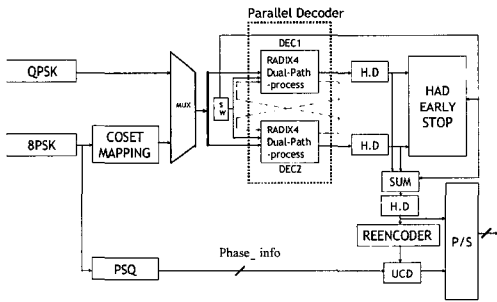 Parallel Decoder
DEC1
QPSK
RADIX4
Dual-Path
-process
H.D
HAD
EARLY
STOP
MUX
S
W
8PSK
COSET
MAPPING
RADIX4
Dual-Path
-process
H.D
DEC2
SUM
H.D
REENCODER
P/S
Phase_ info
PSQ
UCD